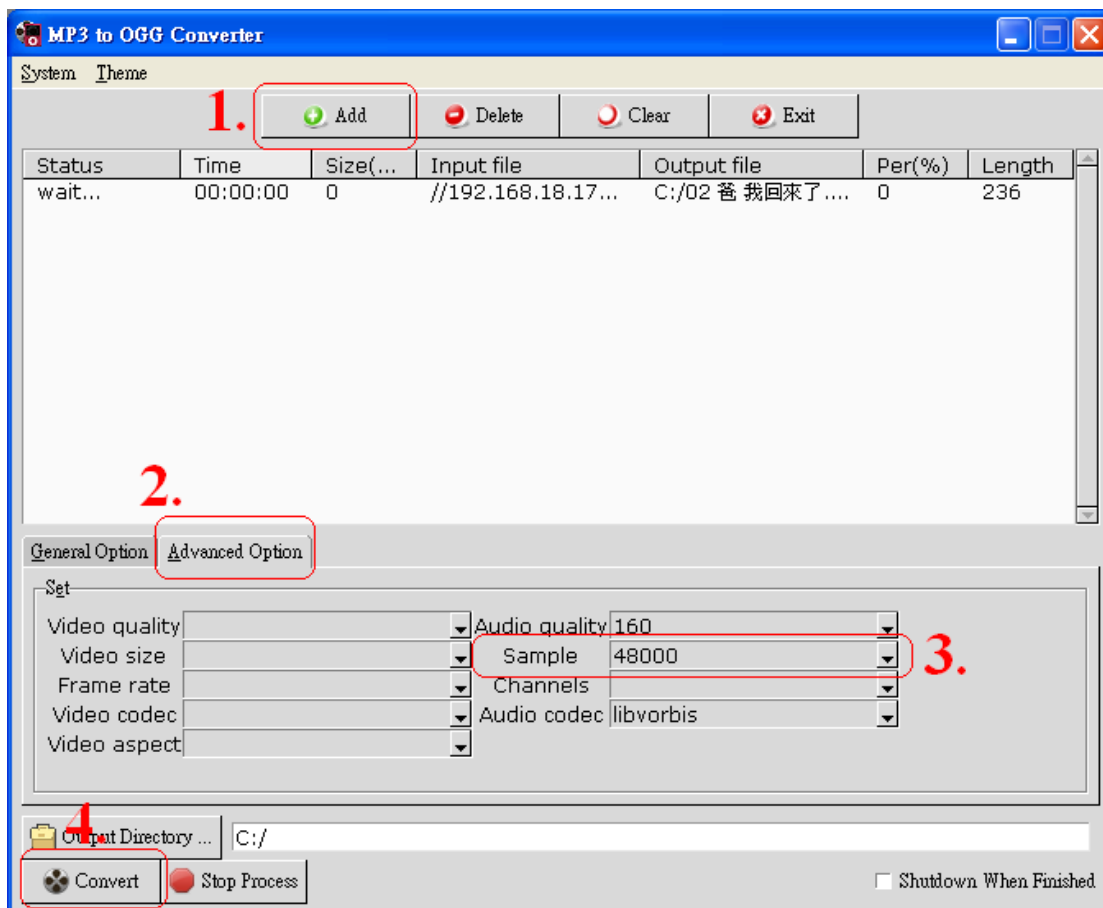 MP3 to OGG Converter
System Theme
1. Add Delete Clear Exit
Status Time Size(... Input file Output file Per(%) Length
wait... 00:00:00 0 //192.168.18.17... C:/02 爸 我回來了.... 0 236
2.
General Option Advanced Option
Set
Video quality Audio quality 160
Video size Sample 48000 3.
Frame rate Channels
Video codec Audio codec libvorbis
Video aspect
4.
Output Directory ... C:/
Convert Stop Process Shutdown When Finished